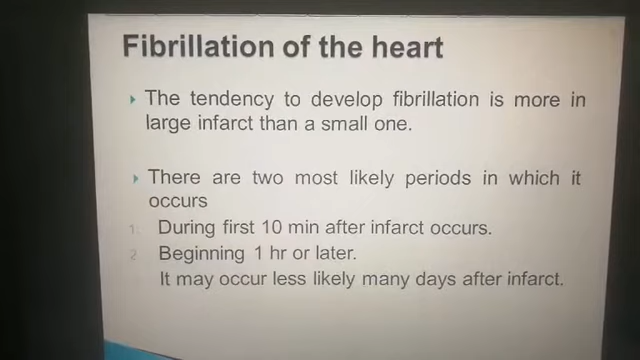 Fibrillation of the heart
The tendency to develop fibrillation is more in
large infarct than a small one.
There are two most likely periods in which it
occurs
1. During first 10 min after infarct occurs.
2. Beginning 1 hr or later.
It may occur less likely many days after infarct.